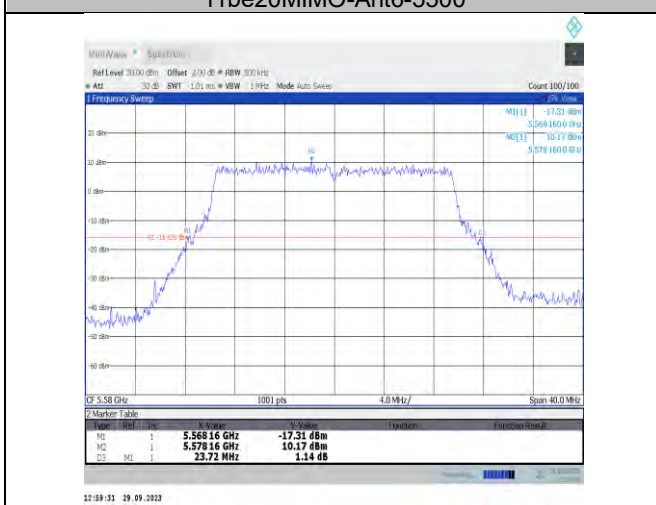 MultiView Spectrum
Ref Level 30.00 dBm Offset 2.00 dB RBW 300 kHz
Att 30 dB SWT 1.01 ms VBW 1 MHz Mode Auto Sweep Count 100/100
1 Frequency Sweep
M1[1] -17.31 dBm
5.568 160 0 GHz
M2[1] 10.17 dBm
5.578 160 0 GHz
20 dBm
10 dBm
0 dBm
-10 dBm
-20 dBm
-30 dBm
-40 dBm
-50 dBm
-60 dBm
M2
M1
CF 5.58 GHz 1001 pts 4.0 MHz/ Span 40.0 MHz
2 Marker Table
Type Ref Trc X-Value Y-Value Function Function Result
M1 1 5.568 16 GHz -17.31 dBm
M2 1 5.578 16 GHz 10.17 dBm
D3 M1 1 23.72 MHz 1.14 dB
12:59:31 29.09.2023